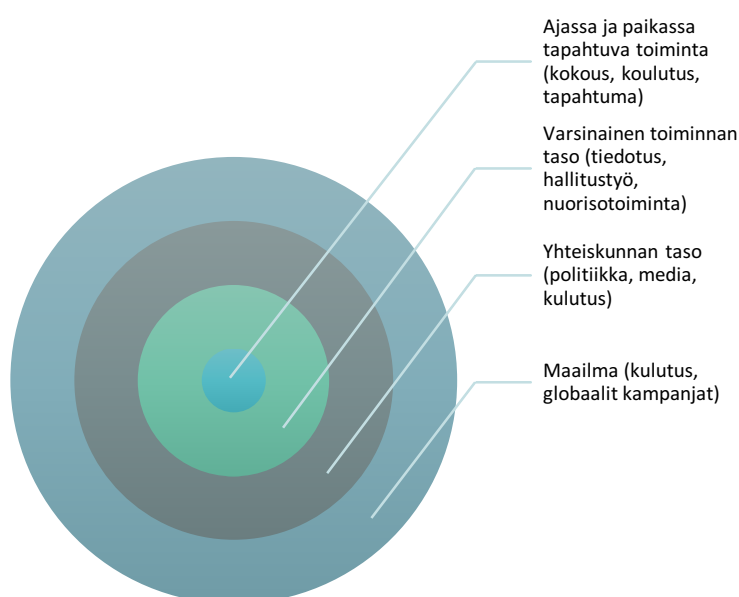 Ajassa ja paikassa
tapahtuva toiminta
(kokous, koulutus,
tapahtuma)
Varsinainen toiminnan
taso (tiedotus,
hallitustyö,
nuorisotoiminta)
Yhteiskunnan taso
(politiikka, media,
kulutus)
Maailma (kulutus,
globaalit kampanjat)